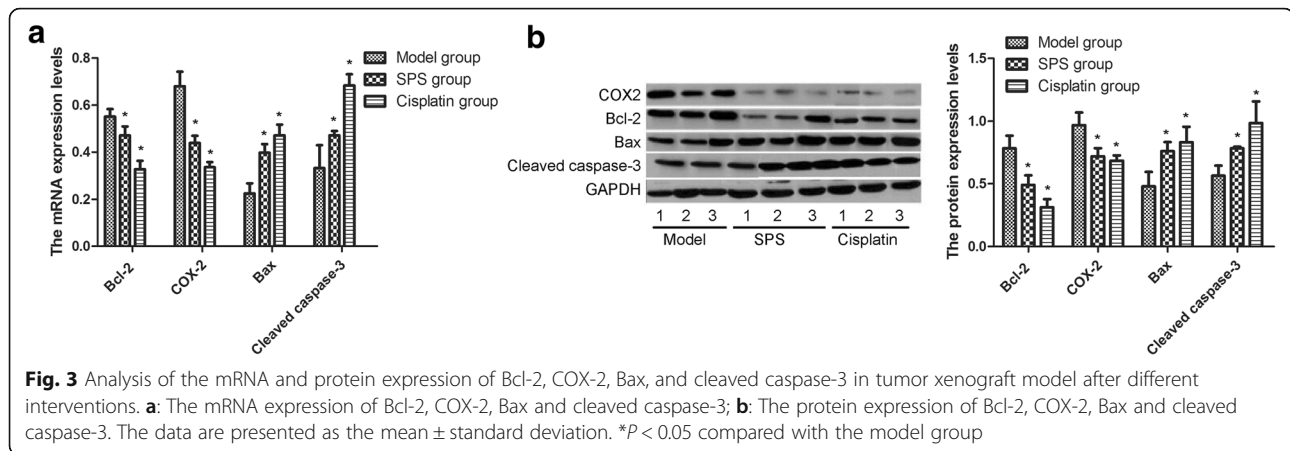 a
The mRNA expression levels
0.8
0.6
0.4
0.2
0.0
Model group
SPS group
Cisplatin group
* * * * * * * *
Bcl-2
COX-2
Bax
Cleaved caspase-3
b
COX2
Bcl-2
Bax
Cleaved caspase-3
GAPDH
1 2 3 1 2 3 1 2 3
Model SPS Cisplatin
The protein expression levels
1.5
1.0
0.5
0.0
Model group
SPS group
Cisplatin group
* * * * * * * *
Bcl-2
COX-2
Bax
Cleaved caspase-3
Fig. 3 Analysis of the mRNA and protein expression of Bcl-2, COX-2, Bax, and cleaved caspase-3 in tumor xenograft model after different
interventions. a: The mRNA expression of Bcl-2, COX-2, Bax and cleaved caspase-3; b: The protein expression of Bcl-2, COX-2, Bax and cleaved
caspase-3. The data are presented as the mean ± standard deviation. *P < 0.05 compared with the model group